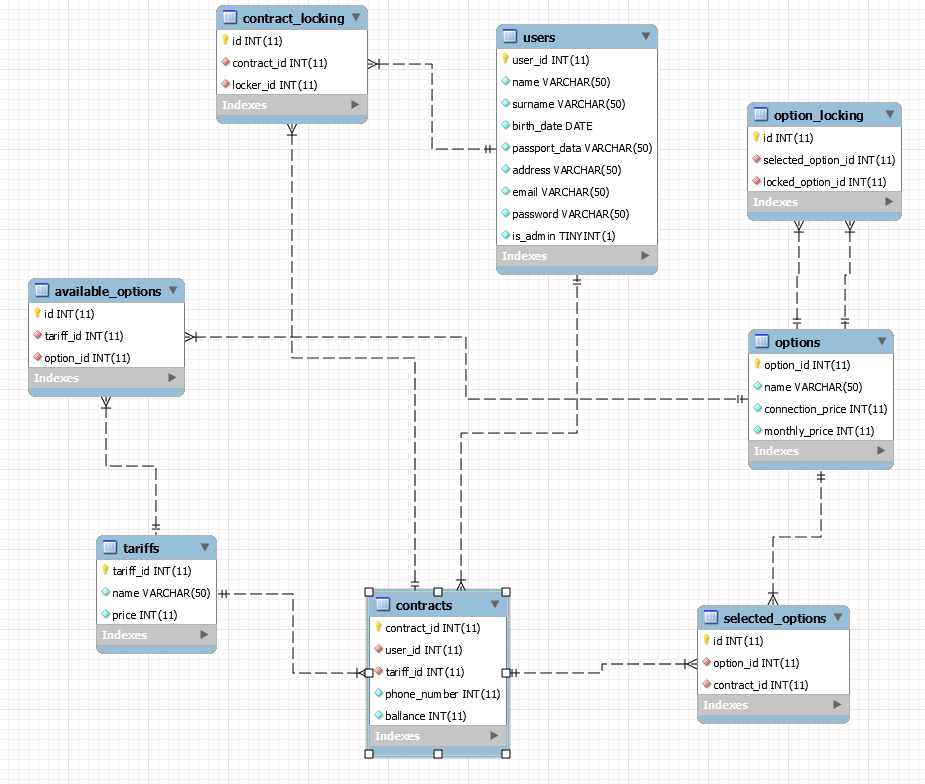 contract_locking
id INT(11)
contract_id INT(11)
locker_id INT(11)
Indexes
users
user_id INT(11)
name VARCHAR(50)
surname VARCHAR(50)
birth_date DATE
passport_data VARCHAR(50)
address VARCHAR(50)
email VARCHAR(50)
password VARCHAR(50)
is_admin TINYINT(1)
Indexes
option_locking
id INT(11)
selected_option_id INT(11)
locked_option_id INT(11)
Indexes
available_options
id INT(11)
tariff_id INT(11)
option_id INT(11)
Indexes
options
option_id INT(11)
name VARCHAR(50)
connection_price INT(11)
monthly_price INT(11)
Indexes
tariffs
tariff_id INT(11)
name VARCHAR(50)
price INT(11)
Indexes
contracts
contract_id INT(11)
user_id INT(11)
tariff_id INT(11)
phone_number INT(11)
ballance INT(11)
Indexes
selected_options
id INT(11)
option_id INT(11)
contract_id INT(11)
Indexes